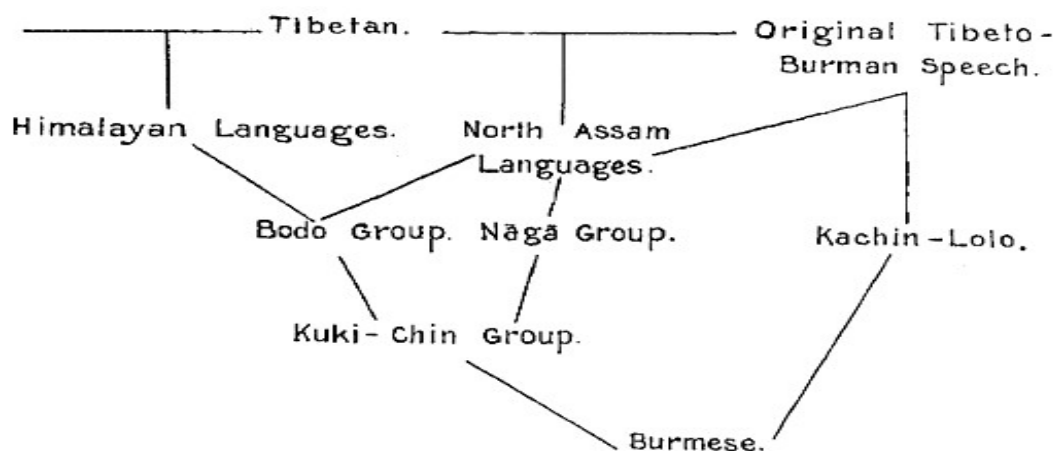 Tibetan.
Original Tibeto-
Burman Speech.
Himalayan Languages.
North Assam
Languages.
Bodo Group.
Nāgā Group.
Kachin-Lolo.
Kuki-Chin Group.
Burmese.